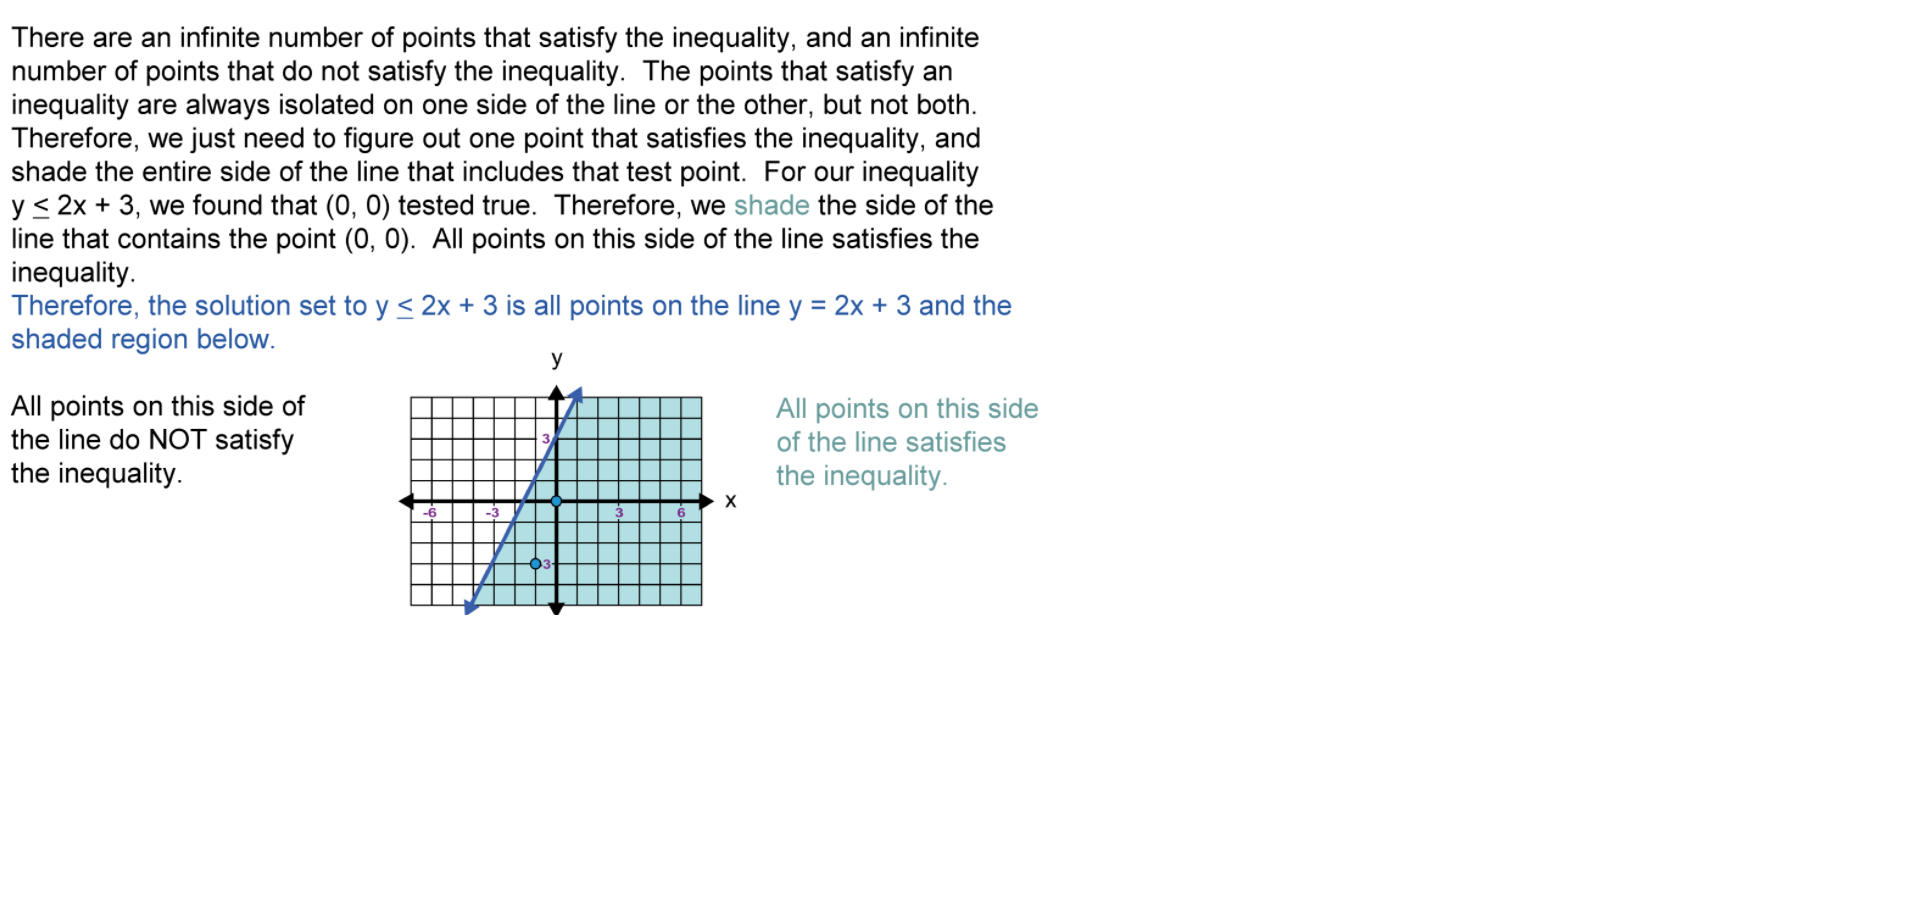 There are an infinite number of points that satisfy the inequality, and an infinite
number of points that do not satisfy the inequality.  The points that satisfy an
inequality are always isolated on one side of the line or the other, but not both.
Therefore, we just need to figure out one point that satisfies the inequality, and
shade the entire side of the line that includes that test point.  For our inequality
y ≤ 2x + 3, we found that (0, 0) tested true.  Therefore, we shade the side of the
line that contains the point (0, 0).  All points on this side of the line satisfies the
inequality.
Therefore, the solution set to y ≤ 2x + 3 is all points on the line y = 2x + 3 and the
shaded region below.
y
All points on this side of
the line do NOT satisfy
the inequality.
3
x
-6 -3 3 6
3
All points on this side
of the line satisfies
the inequality.